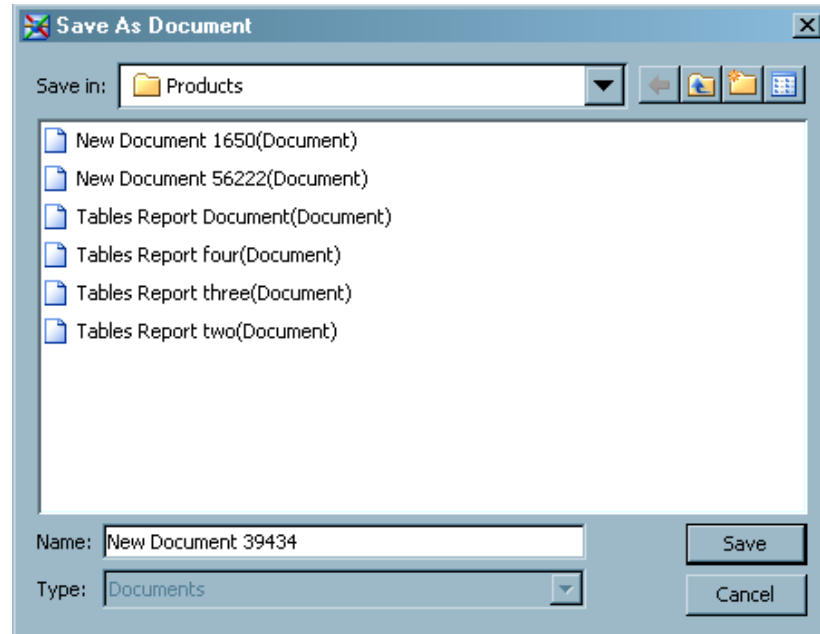 Save As Document
Save in: Products
New Document 1650(Document)
New Document 56222(Document)
Tables Report Document(Document)
Tables Report four(Document)
Tables Report three(Document)
Tables Report two(Document)
Name: New Document 39434 Save
Type: Documents Cancel